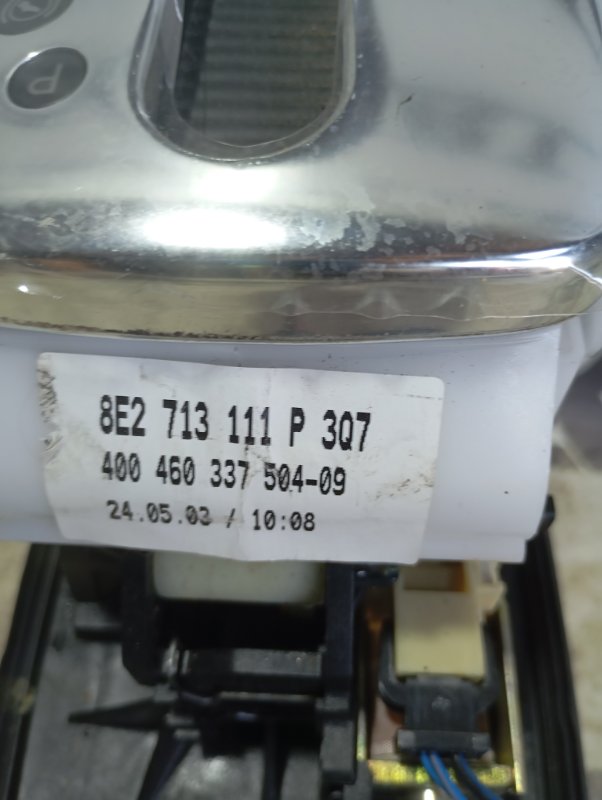 P
8E2 713 111 P 3Q7
400 460 337 504-09
24.05.03 / 10:08